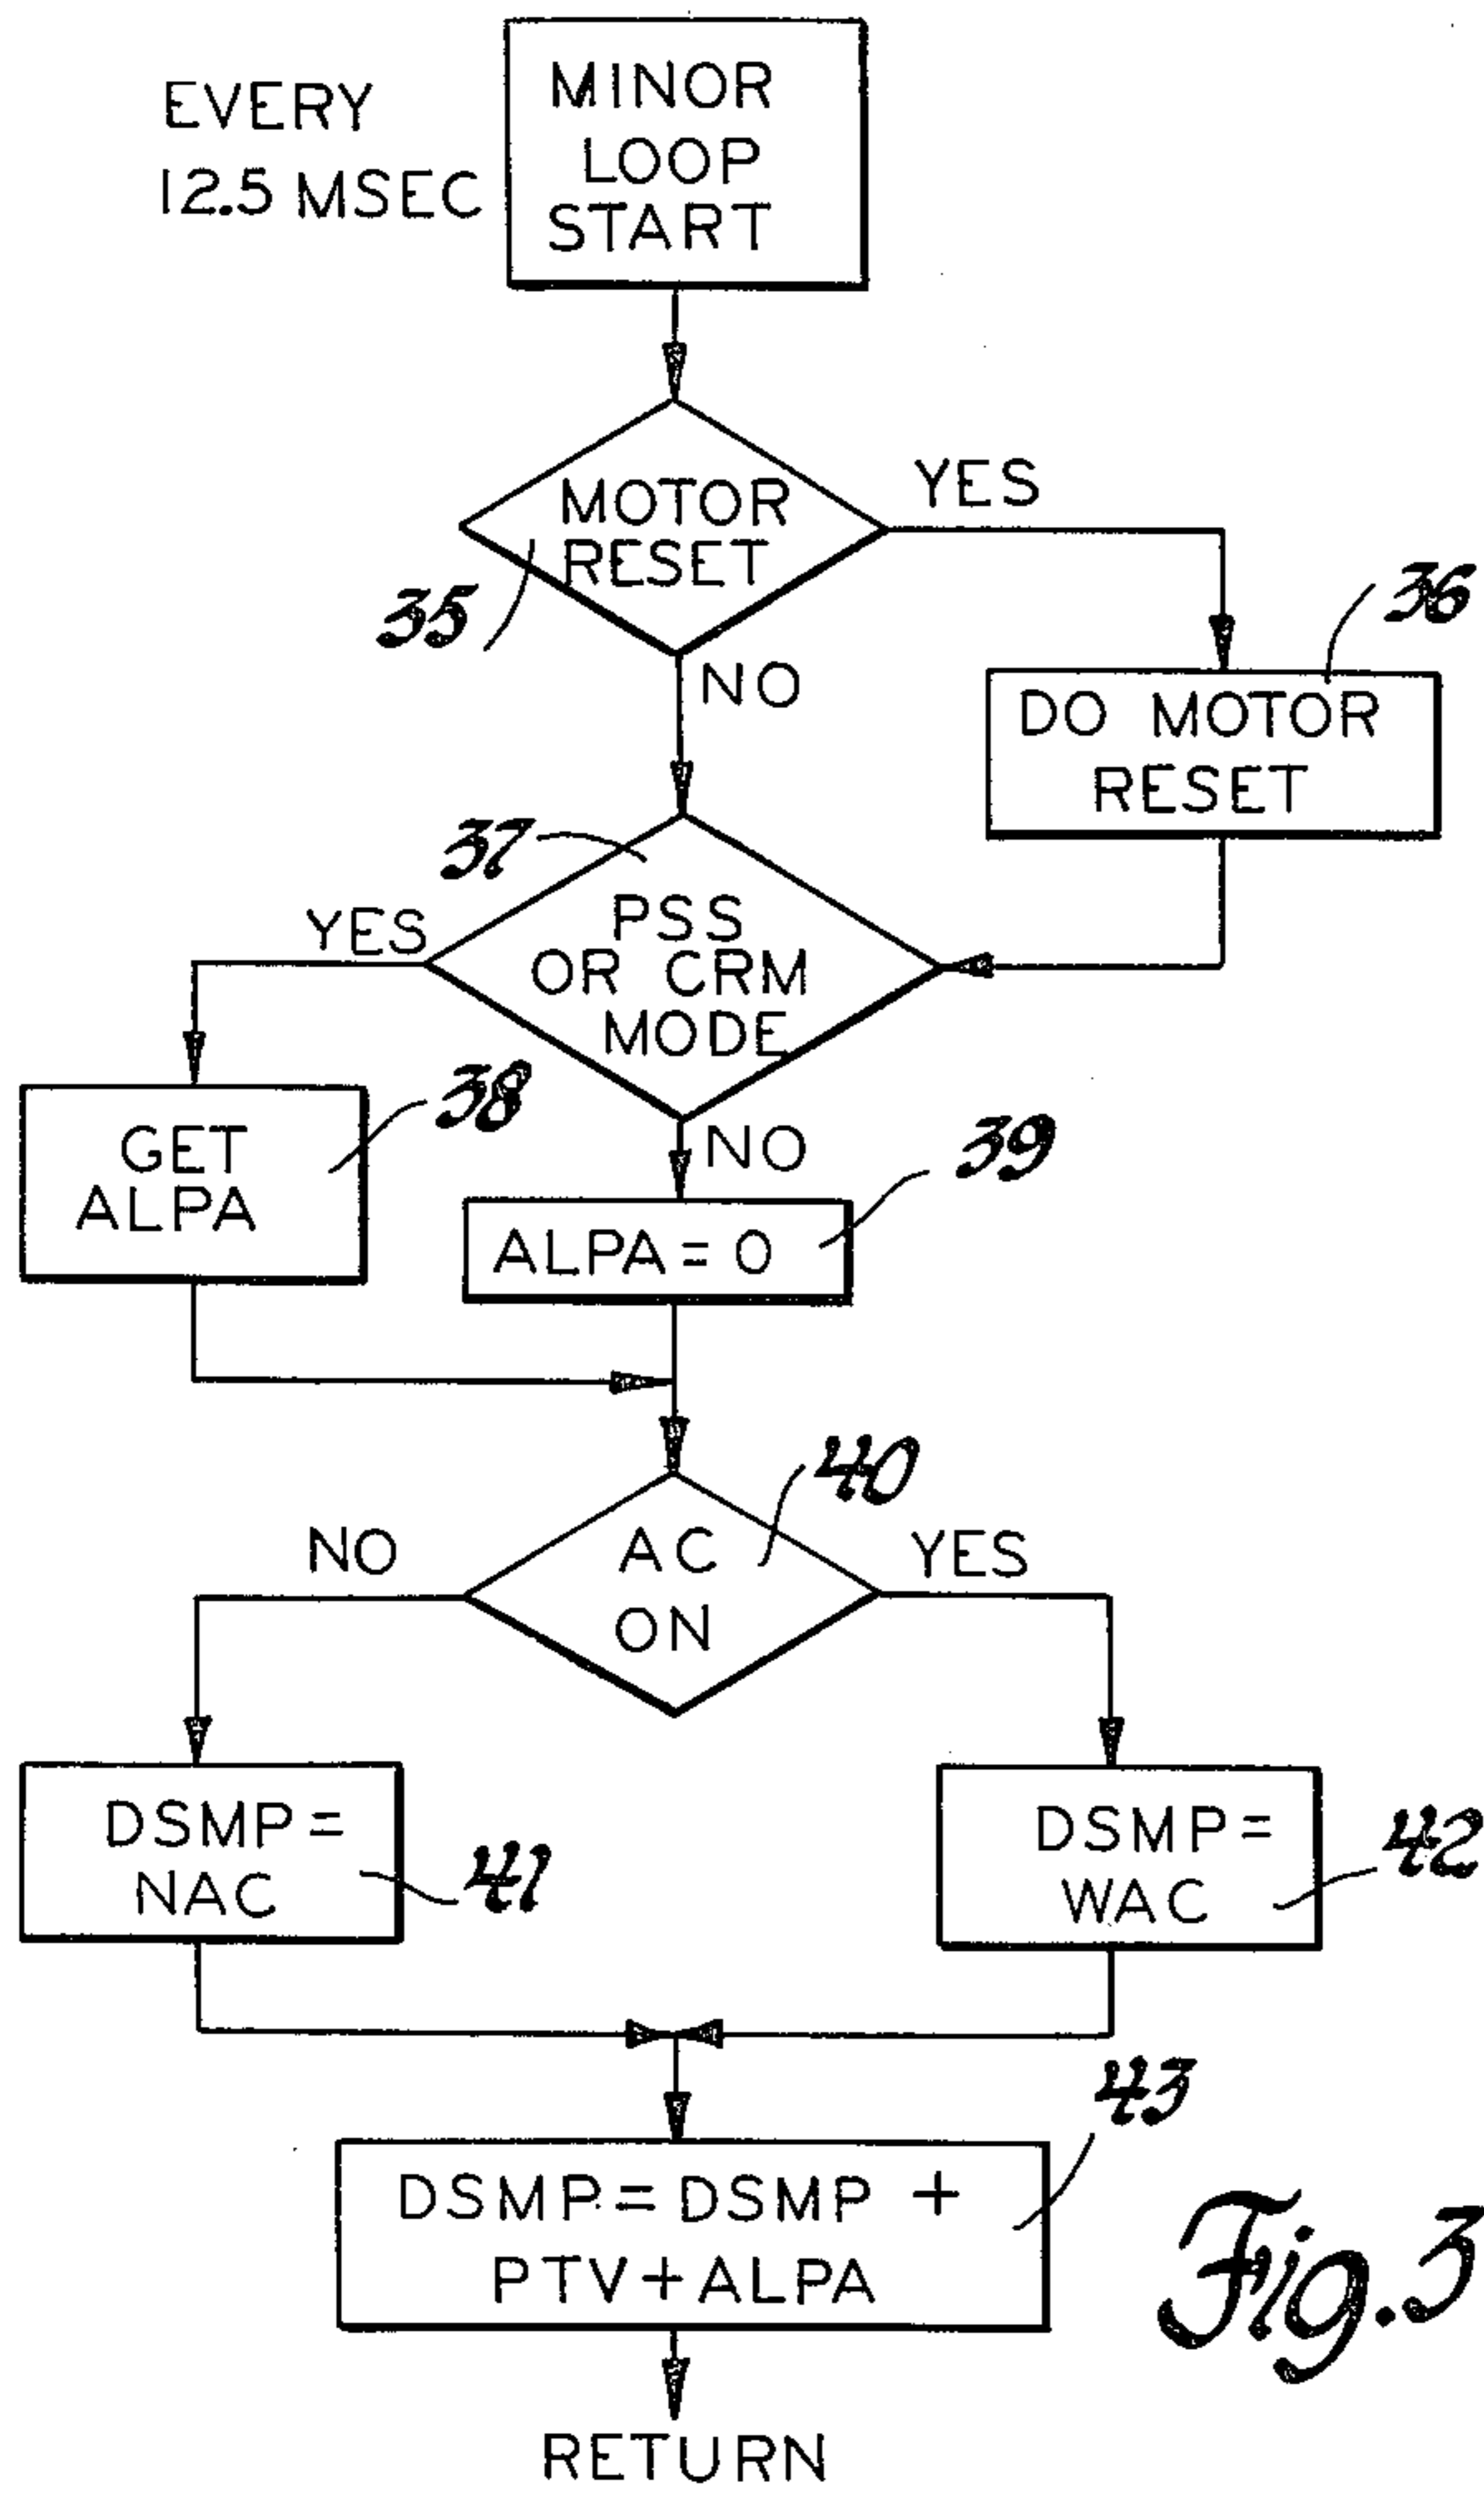 EVERY
12.5 MSEC
MINOR
LOOP
START
MOTOR
RESET
YES
35
NO
36
DO MOTOR
RESET
37
YES
PSS
OR CRM
MODE
38
GET
ALPA
NO
39
ALPA = 0
40
NO
AC
ON
YES
DSMP =
NAC
41
DSMP =
WAC
42
43
DSMP = DSMP +
PTV + ALPA
Fig. 3
RETURN